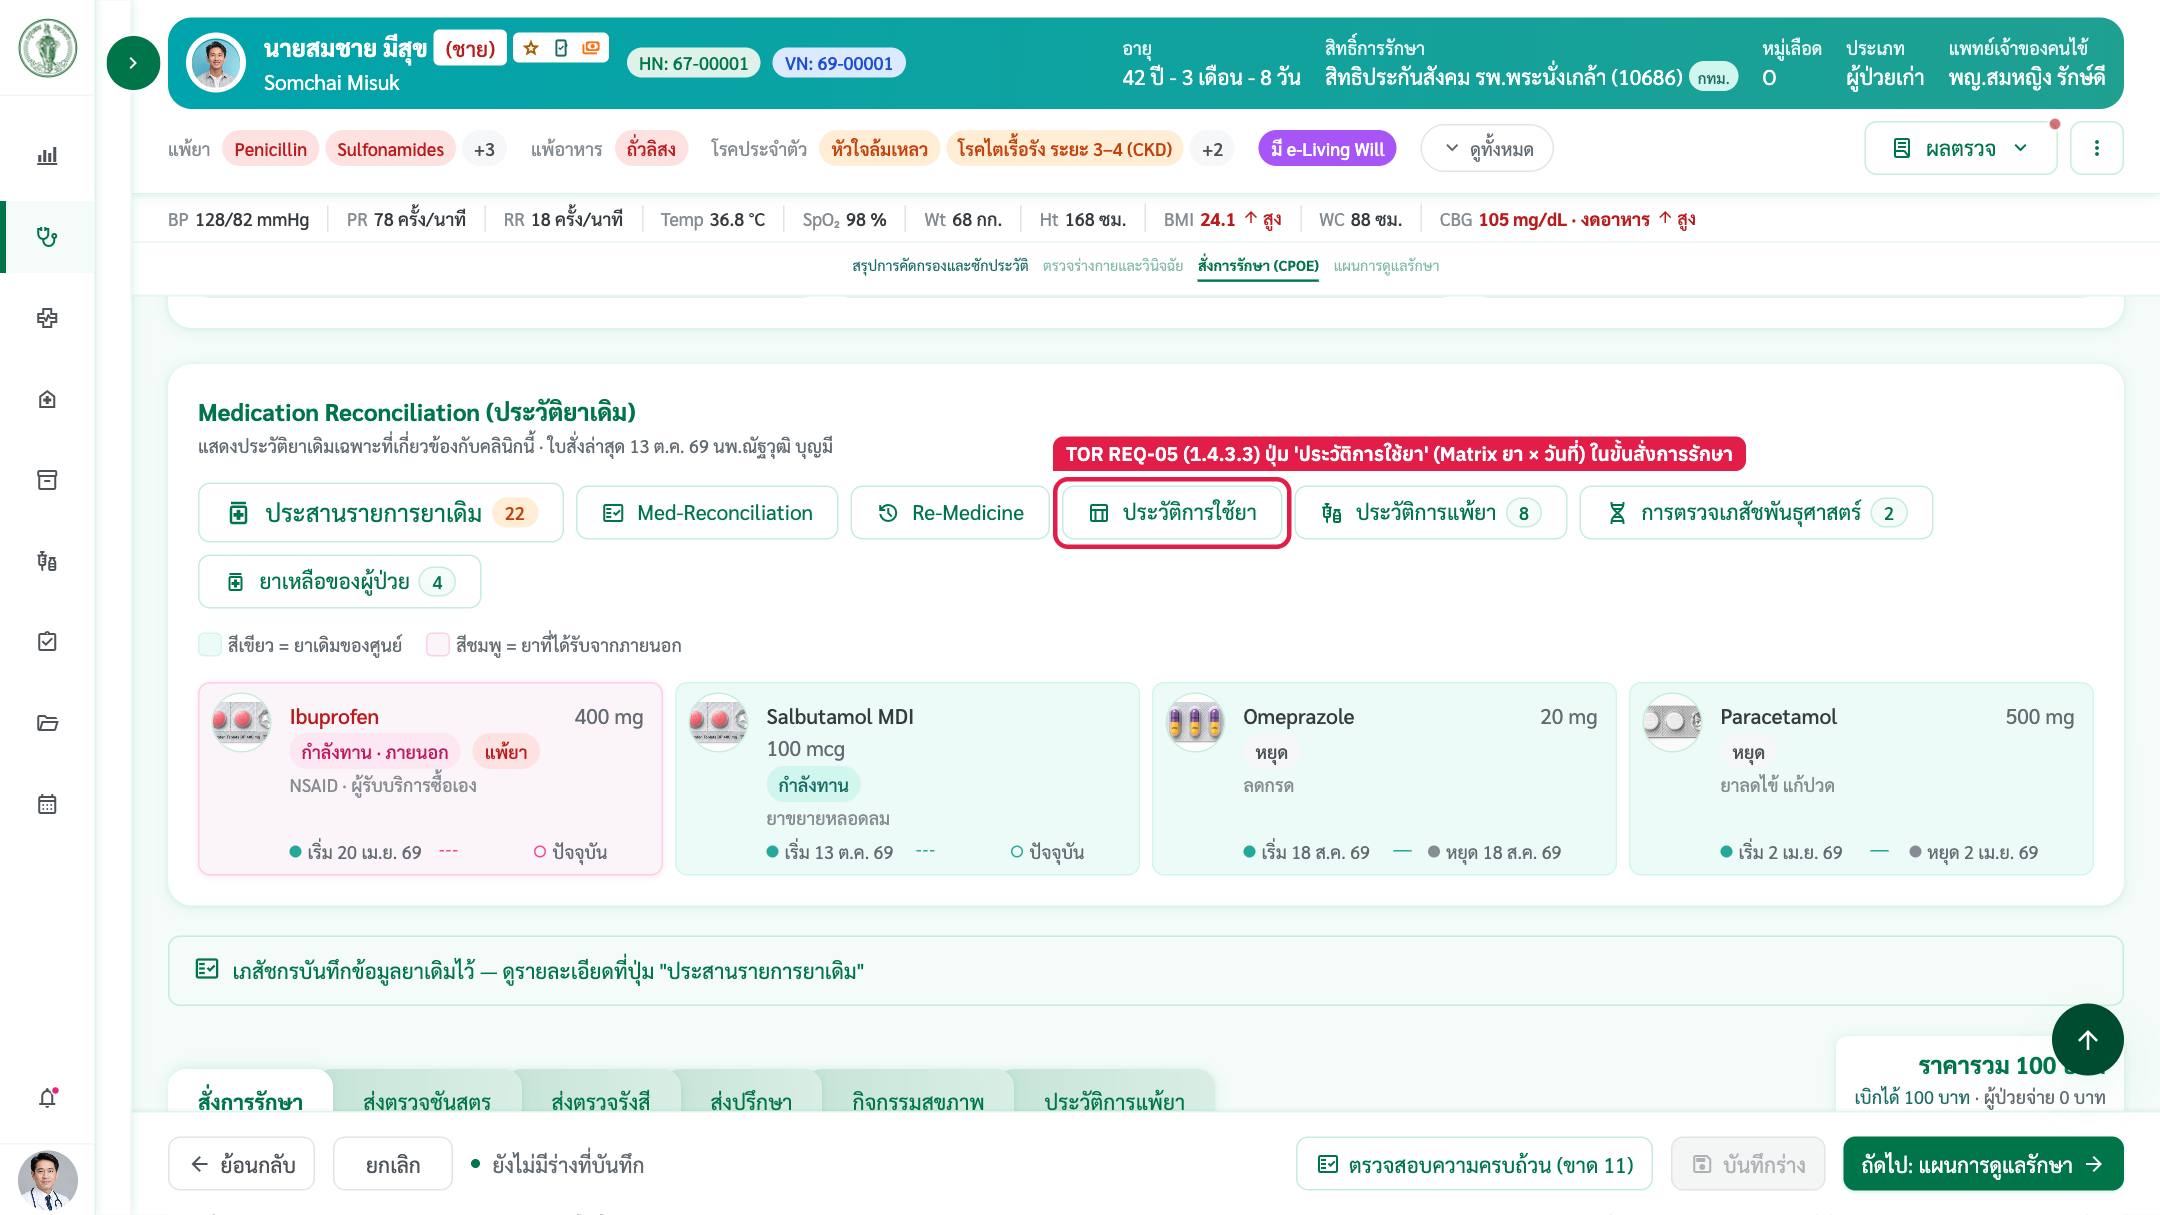 นายสมชาย มีสุข (ชาย)
Somchai Misuk
HN: 67-00001
VN: 69-00001
อายุ
42 ปี - 3 เดือน - 8 วัน
สิทธิ์การรักษา
สิทธิประกันสังคม รพ.พระนั่งเกล้า (10686) กทม.
หมู่เลือด
O
ประเภท
ผู้ป่วยเก่า
แพทย์เจ้าของคนไข้
พญ.สมหญิง รักษ์ดี
แพ้ยา Penicillin Sulfonamides +3 แพ้อาหาร ถั่วลิสง โรคประจำตัว หัวใจล้มเหลว โรคไตเรื้อรัง ระยะ 3–4 (CKD) +2 มี e-Living Will ดูทั้งหมด
ผลตรวจ
BP 128/82 mmHg PR 78 ครั้ง/นาที RR 18 ครั้ง/นาที Temp 36.8 °C SpO₂ 98 % Wt 68 กก. Ht 168 ซม. BMI 24.1 ↑ สูง WC 88 ซม. CBG 105 mg/dL · งดอาหาร ↑ สูง
สรุปการคัดกรองและซักประวัติ ตรวจร่างกายและวินิจฉัย สั่งการรักษา (CPOE) แผนการดูแลรักษา
Medication Reconciliation (ประวัติยาเดิม)
แสดงประวัติยาเดิมเฉพาะที่เกี่ยวข้องกับคลินิกนี้ · ใบสั่งล่าสุด 13 ต.ค. 69 นพ.ณัฐวุฒิ บุญมี
TOR REQ-05 (1.4.3.3) ปุ่ม 'ประวัติการใช้ยา' (Matrix ยา × วันที่) ในขั้นสั่งการรักษา
ประสานรายการยาเดิม 22
Med-Reconciliation
Re-Medicine
ประวัติการใช้ยา
ประวัติการแพ้ยา 8
การตรวจเภสัชพันธุศาสตร์ 2
ยาเหลือของผู้ป่วย 4
สีเขียว = ยาเดิมของศูนย์ สีชมพู = ยาที่ได้รับจากภายนอก
Ibuprofen 400 mg
กำลังทาน · ภายนอก แพ้ยา
NSAID · ผู้รับบริการซื้อเอง
เริ่ม 20 เม.ย. 69 --- ปัจจุบัน
Salbutamol MDI
100 mcg
กำลังทาน
ยาขยายหลอดลม
เริ่ม 13 ต.ค. 69 --- ปัจจุบัน
Omeprazole 20 mg
หยุด
ลดกรด
เริ่ม 18 ส.ค. 69 — หยุด 18 ส.ค. 69
Paracetamol 500 mg
หยุด
ยาลดไข้ แก้ปวด
เริ่ม 2 เม.ย. 69 — หยุด 2 เม.ย. 69
เภสัชกรบันทึกข้อมูลยาเดิมไว้ — ดูรายละเอียดที่ปุ่ม "ประสานรายการยาเดิม"
ราคารวม 100
เบิกได้ 100 บาท · ผู้ป่วยจ่าย 0 บาท
สั่งการรักษา ส่งตรวจชันสูตร ส่งตรวจรังสี ส่งปรึกษา กิจกรรมสุขภาพ ประวัติการแพ้ยา
← ย้อนกลับ ยกเลิก ยังไม่มีร่างที่บันทึก ตรวจสอบความครบถ้วน (ขาด 11) บันทึกร่าง ถัดไป: แผนการดูแลรักษา →